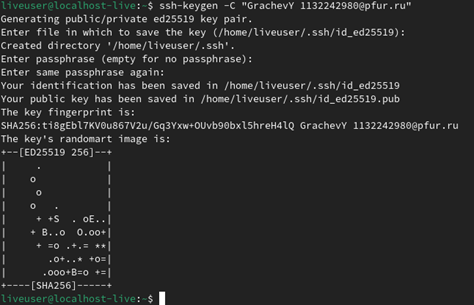 liveuser@localhost-live:~$ ssh-keygen -C "GrachevY 1132242980@pfur.ru"
Generating public/private ed25519 key pair.
Enter file in which to save the key (/home/liveuser/.ssh/id_ed25519):
Created directory '/home/liveuser/.ssh'.
Enter passphrase (empty for no passphrase):
Enter same passphrase again:
Your identification has been saved in /home/liveuser/.ssh/id_ed25519
Your public key has been saved in /home/liveuser/.ssh/id_ed25519.pub
The key fingerprint is:
SHA256:ti8gEbl7KV0u867V2u/Gq3Yxw+OUvb90bxl5hreH4lQ GrachevY 1132242980@pfur.ru
The key's randomart image is:
+--[ED25519 256]--+
|     .           |
|    o            |
|     o           |
|    o   .        |
|     + +S  . oE..|
|    + B..o  O.oo+|
|     + =o .+.= **|
|       .o+..* +o=|
|      .ooo+B=o +=|
+----[SHA256]-----+
liveuser@localhost-live:~$